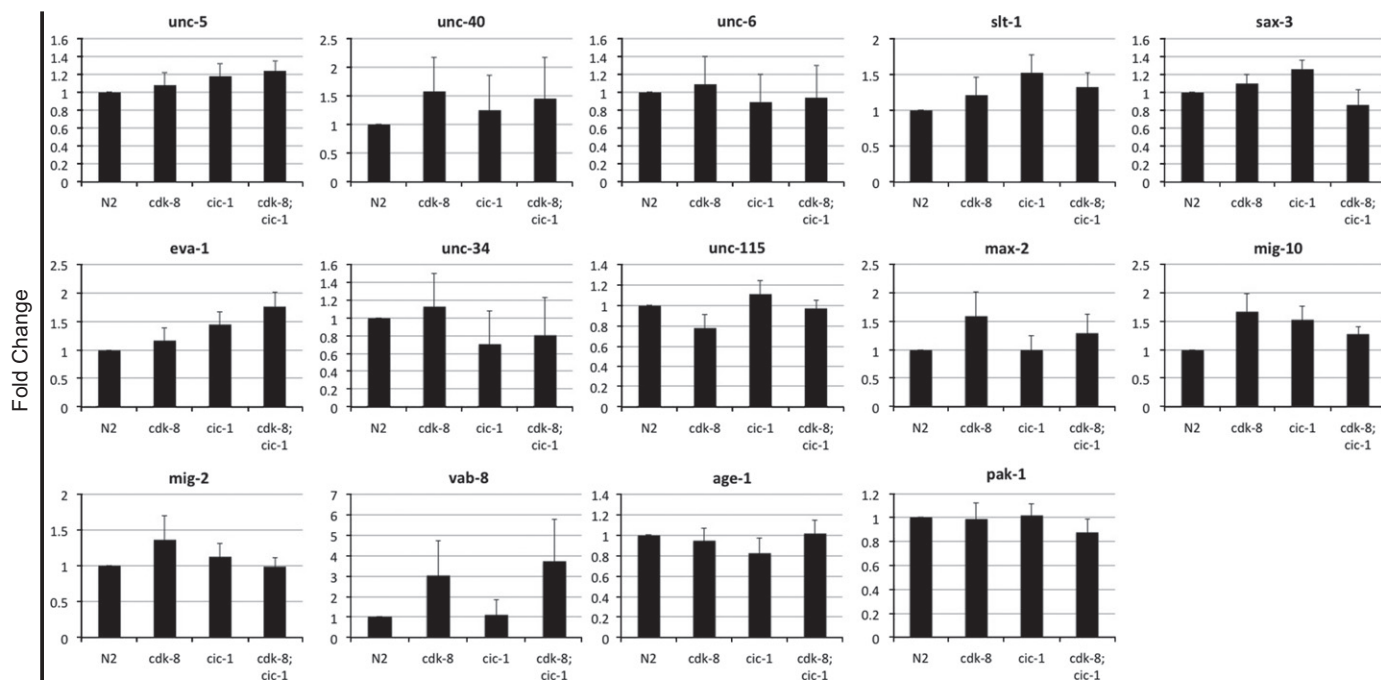 Fold Change
unc-5
1.6
1.4
1.2
1
0.8
0.6
0.4
0.2
0
N2 cdk-8 cic-1 cdk-8;
cic-1
unc-40
2.5
2
1.5
1
0.5
0
N2 cdk-8 cic-1 cdk-8;
cic-1
unc-6
1.6
1.4
1.2
1
0.8
0.6
0.4
0.2
0
N2 cdk-8 cic-1 cdk-8;
cic-1
slt-1
2
1.5
1
0.5
0
N2 cdk-8 cic-1 cdk-8;
cic-1
sax-3
1.6
1.4
1.2
1
0.8
0.6
0.4
0.2
0
N2 cdk-8 cic-1 cdk-8;
cic-1
eva-1
2.5
2
1.5
1
0.5
0
N2 cdk-8 cic-1 cdk-8;
cic-1
unc-34
1.6
1.4
1.2
1
0.8
0.6
0.4
0.2
0
N2 cdk-8 cic-1 cdk-8;
cic-1
unc-115
1.4
1.2
1
0.8
0.6
0.4
0.2
0
N2 cdk-8 cic-1 cdk-8;
cic-1
max-2
2.5
2
1.5
1
0.5
0
N2 cdk-8 cic-1 cdk-8;
cic-1
mig-10
2.5
2
1.5
1
0.5
0
N2 cdk-8 cic-1 cdk-8;
cic-1
mig-2
2
1.5
1
0.5
0
N2 cdk-8 cic-1 cdk-8;
cic-1
vab-8
7
6
5
4
3
2
1
0
N2 cdk-8 cic-1 cdk-8;
cic-1
age-1
1.4
1.2
1
0.8
0.6
0.4
0.2
0
N2 cdk-8 cic-1 cdk-8;
cic-1
pak-1
1.2
1
0.8
0.6
0.4
0.2
0
N2 cdk-8 cic-1 cdk-8;
cic-1